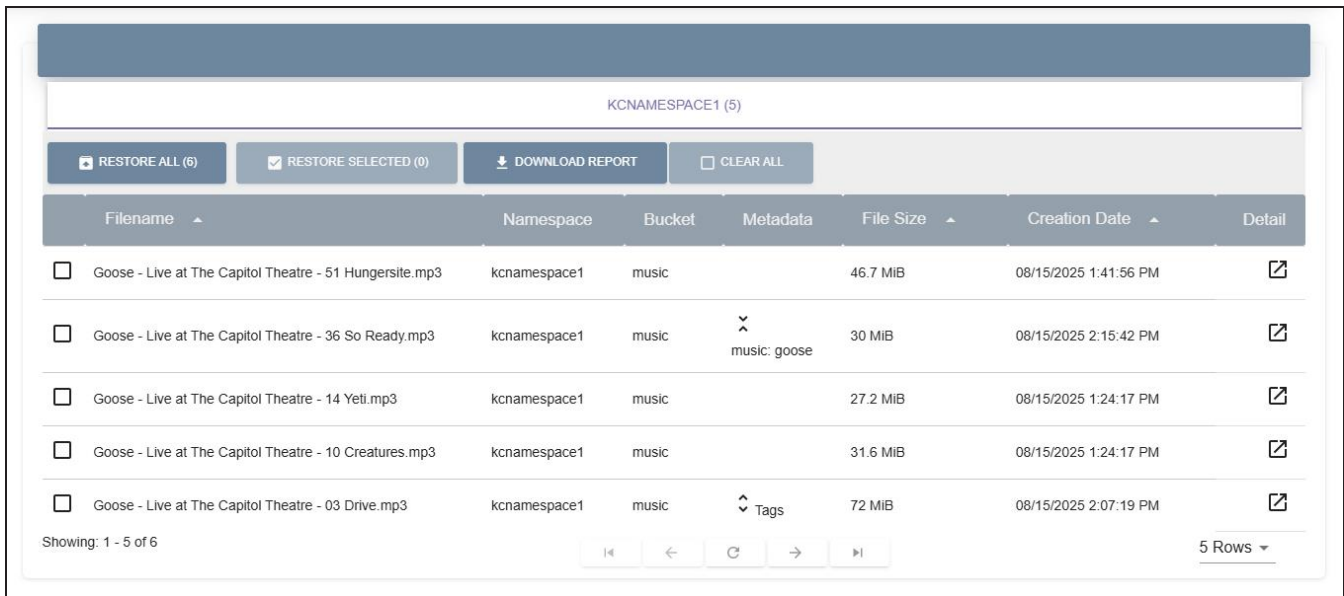 KCNAMESPACE1 (5)
RESTORE ALL (6) RESTORE SELECTED (0) DOWNLOAD REPORT CLEAR ALL
Filename Namespace Bucket Metadata File Size Creation Date Detail
Goose - Live at The Capitol Theatre - 51 Hungersite.mp3 kcnamespace1 music 46.7 MiB 08/15/2025 1:41:56 PM
Goose - Live at The Capitol Theatre - 36 So Ready.mp3 kcnamespace1 music music: goose 30 MiB 08/15/2025 2:15:42 PM
Goose - Live at The Capitol Theatre - 14 Yeti.mp3 kcnamespace1 music 27.2 MiB 08/15/2025 1:24:17 PM
Goose - Live at The Capitol Theatre - 10 Creatures.mp3 kcnamespace1 music 31.6 MiB 08/15/2025 1:24:17 PM
Goose - Live at The Capitol Theatre - 03 Drive.mp3 kcnamespace1 music Tags 72 MiB 08/15/2025 2:07:19 PM
Showing: 1 - 5 of 6 5 Rows